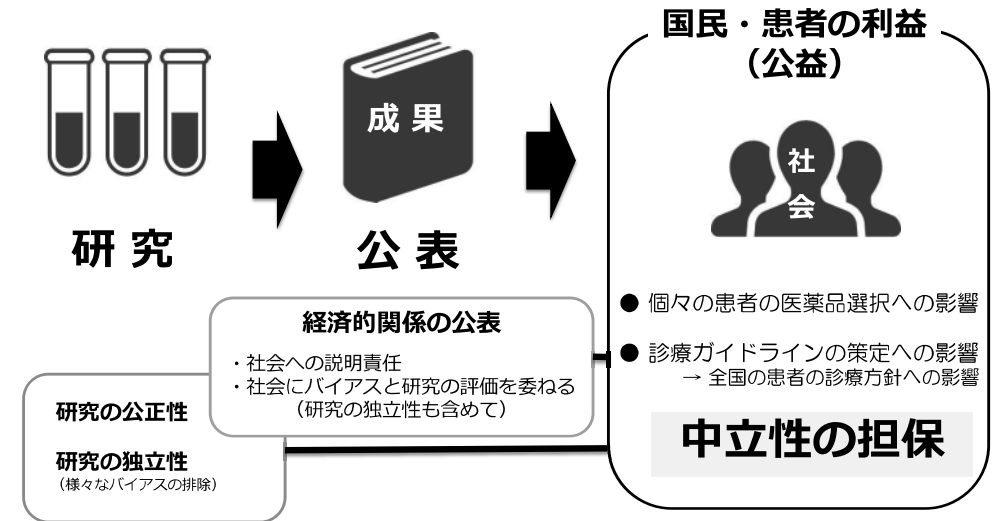 国民・患者の利益
（公益）
成 果
社
会
研 究
公 表
● 個々の患者の医薬品選択への影響
● 診療ガイドラインの策定への影響
→ 全国の患者の診療方針への影響
中立性の担保
経済的関係の公表
・社会への説明責任
・社会にバイアスと研究の評価を委ねる
（研究の独立性も含めて）
研究の公正性
研究の独立性
（様々なバイアスの排除）